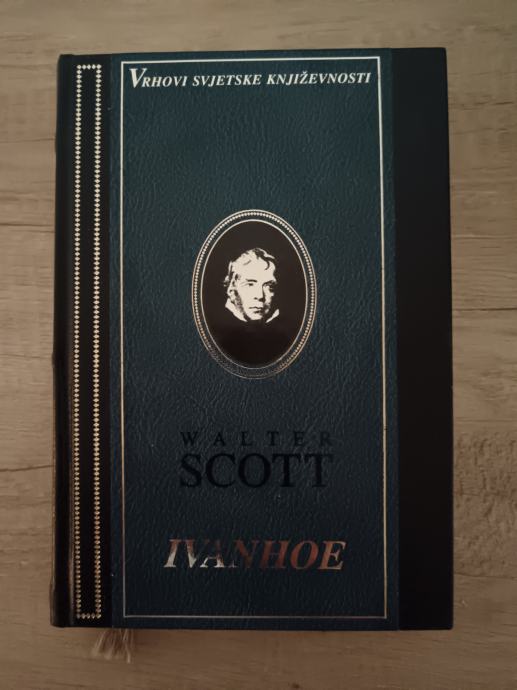 VRHOVI SVJETSKE KNJIŽEVNOSTI
WALTER
SCOTT
IVANHOE